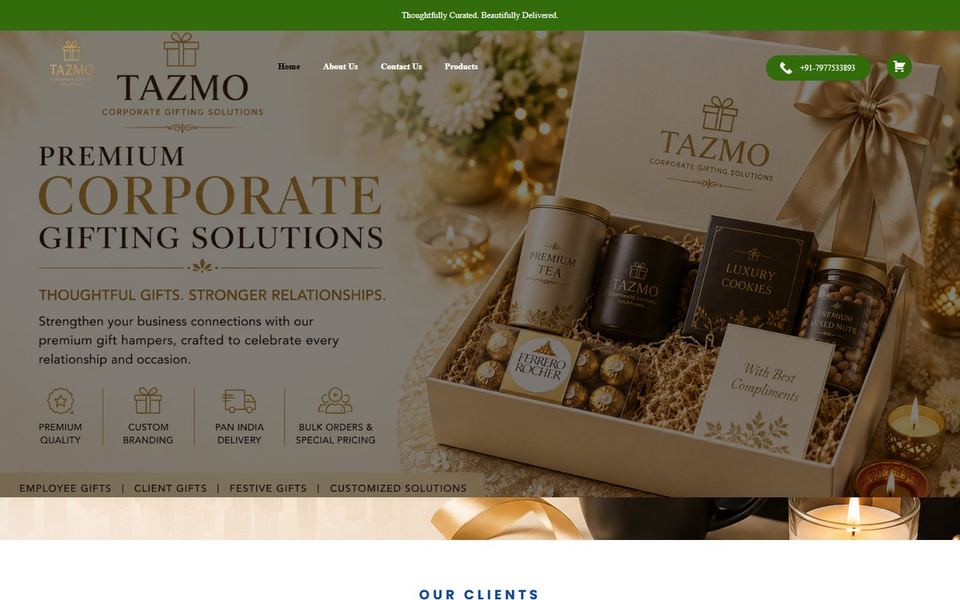 Thoughtfully Curated. Beautifully Delivered.
TAZMO
Home
About Us
Contact Us
Products
+91-7977533893
TAZMO
CORPORATE GIFTING SOLUTIONS
PREMIUM
CORPORATE
GIFTING SOLUTIONS
THOUGHTFUL GIFTS. STRONGER RELATIONSHIPS.
Strengthen your business connections with our
premium gift hampers, crafted to celebrate every
relationship and occasion.
PREMIUM
QUALITY
CUSTOM
BRANDING
PAN INDIA
DELIVERY
BULK ORDERS &
SPECIAL PRICING
EMPLOYEE GIFTS | CLIENT GIFTS | FESTIVE GIFTS | CUSTOMIZED SOLUTIONS
TAZMO
CORPORATE GIFTING SOLUTIONS
PREMIUM
TEA
TAZMO
CORPORATE GIFTING
SOLUTIONS
LUXURY
COOKIES
PREMIUM
MIXED NUTS
FERRERO
ROCHER
With Best
Compliments
OUR CLIENTS